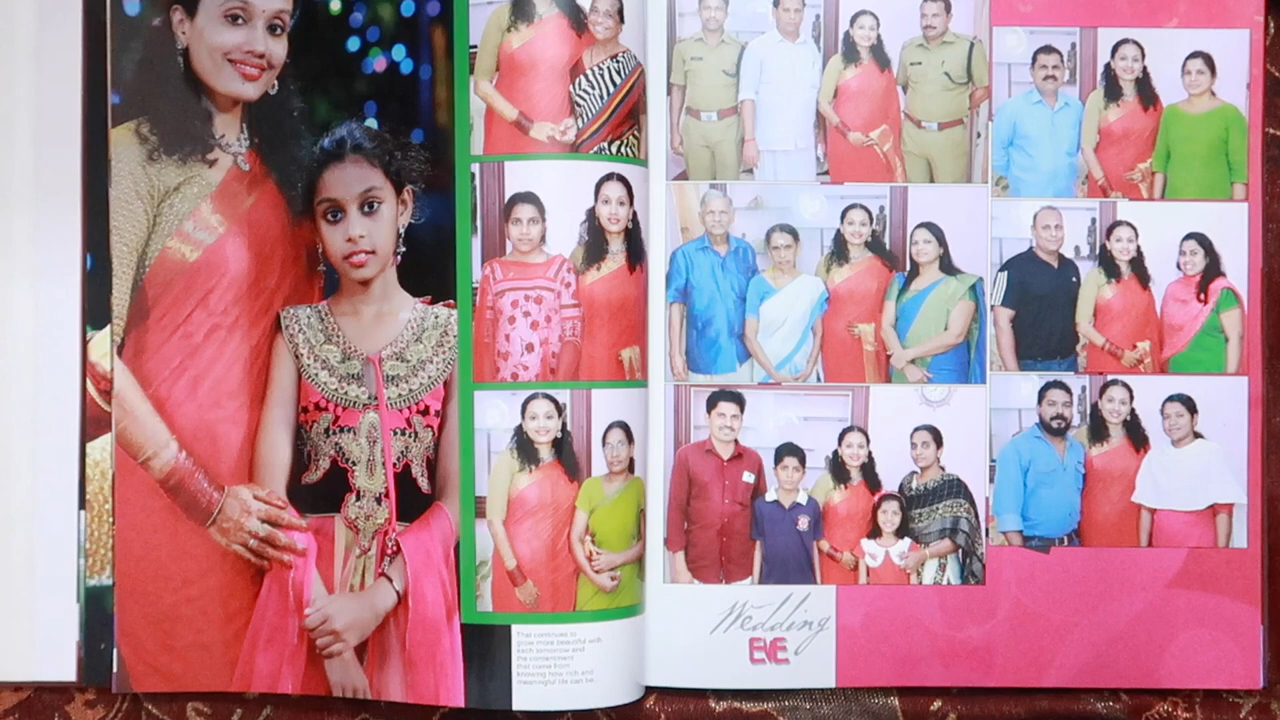 That continued to
grow more beautiful with
each tomorrow and
the contentment
that come from
knowing how rich and
meaningful life can be...
Wedding
EVE